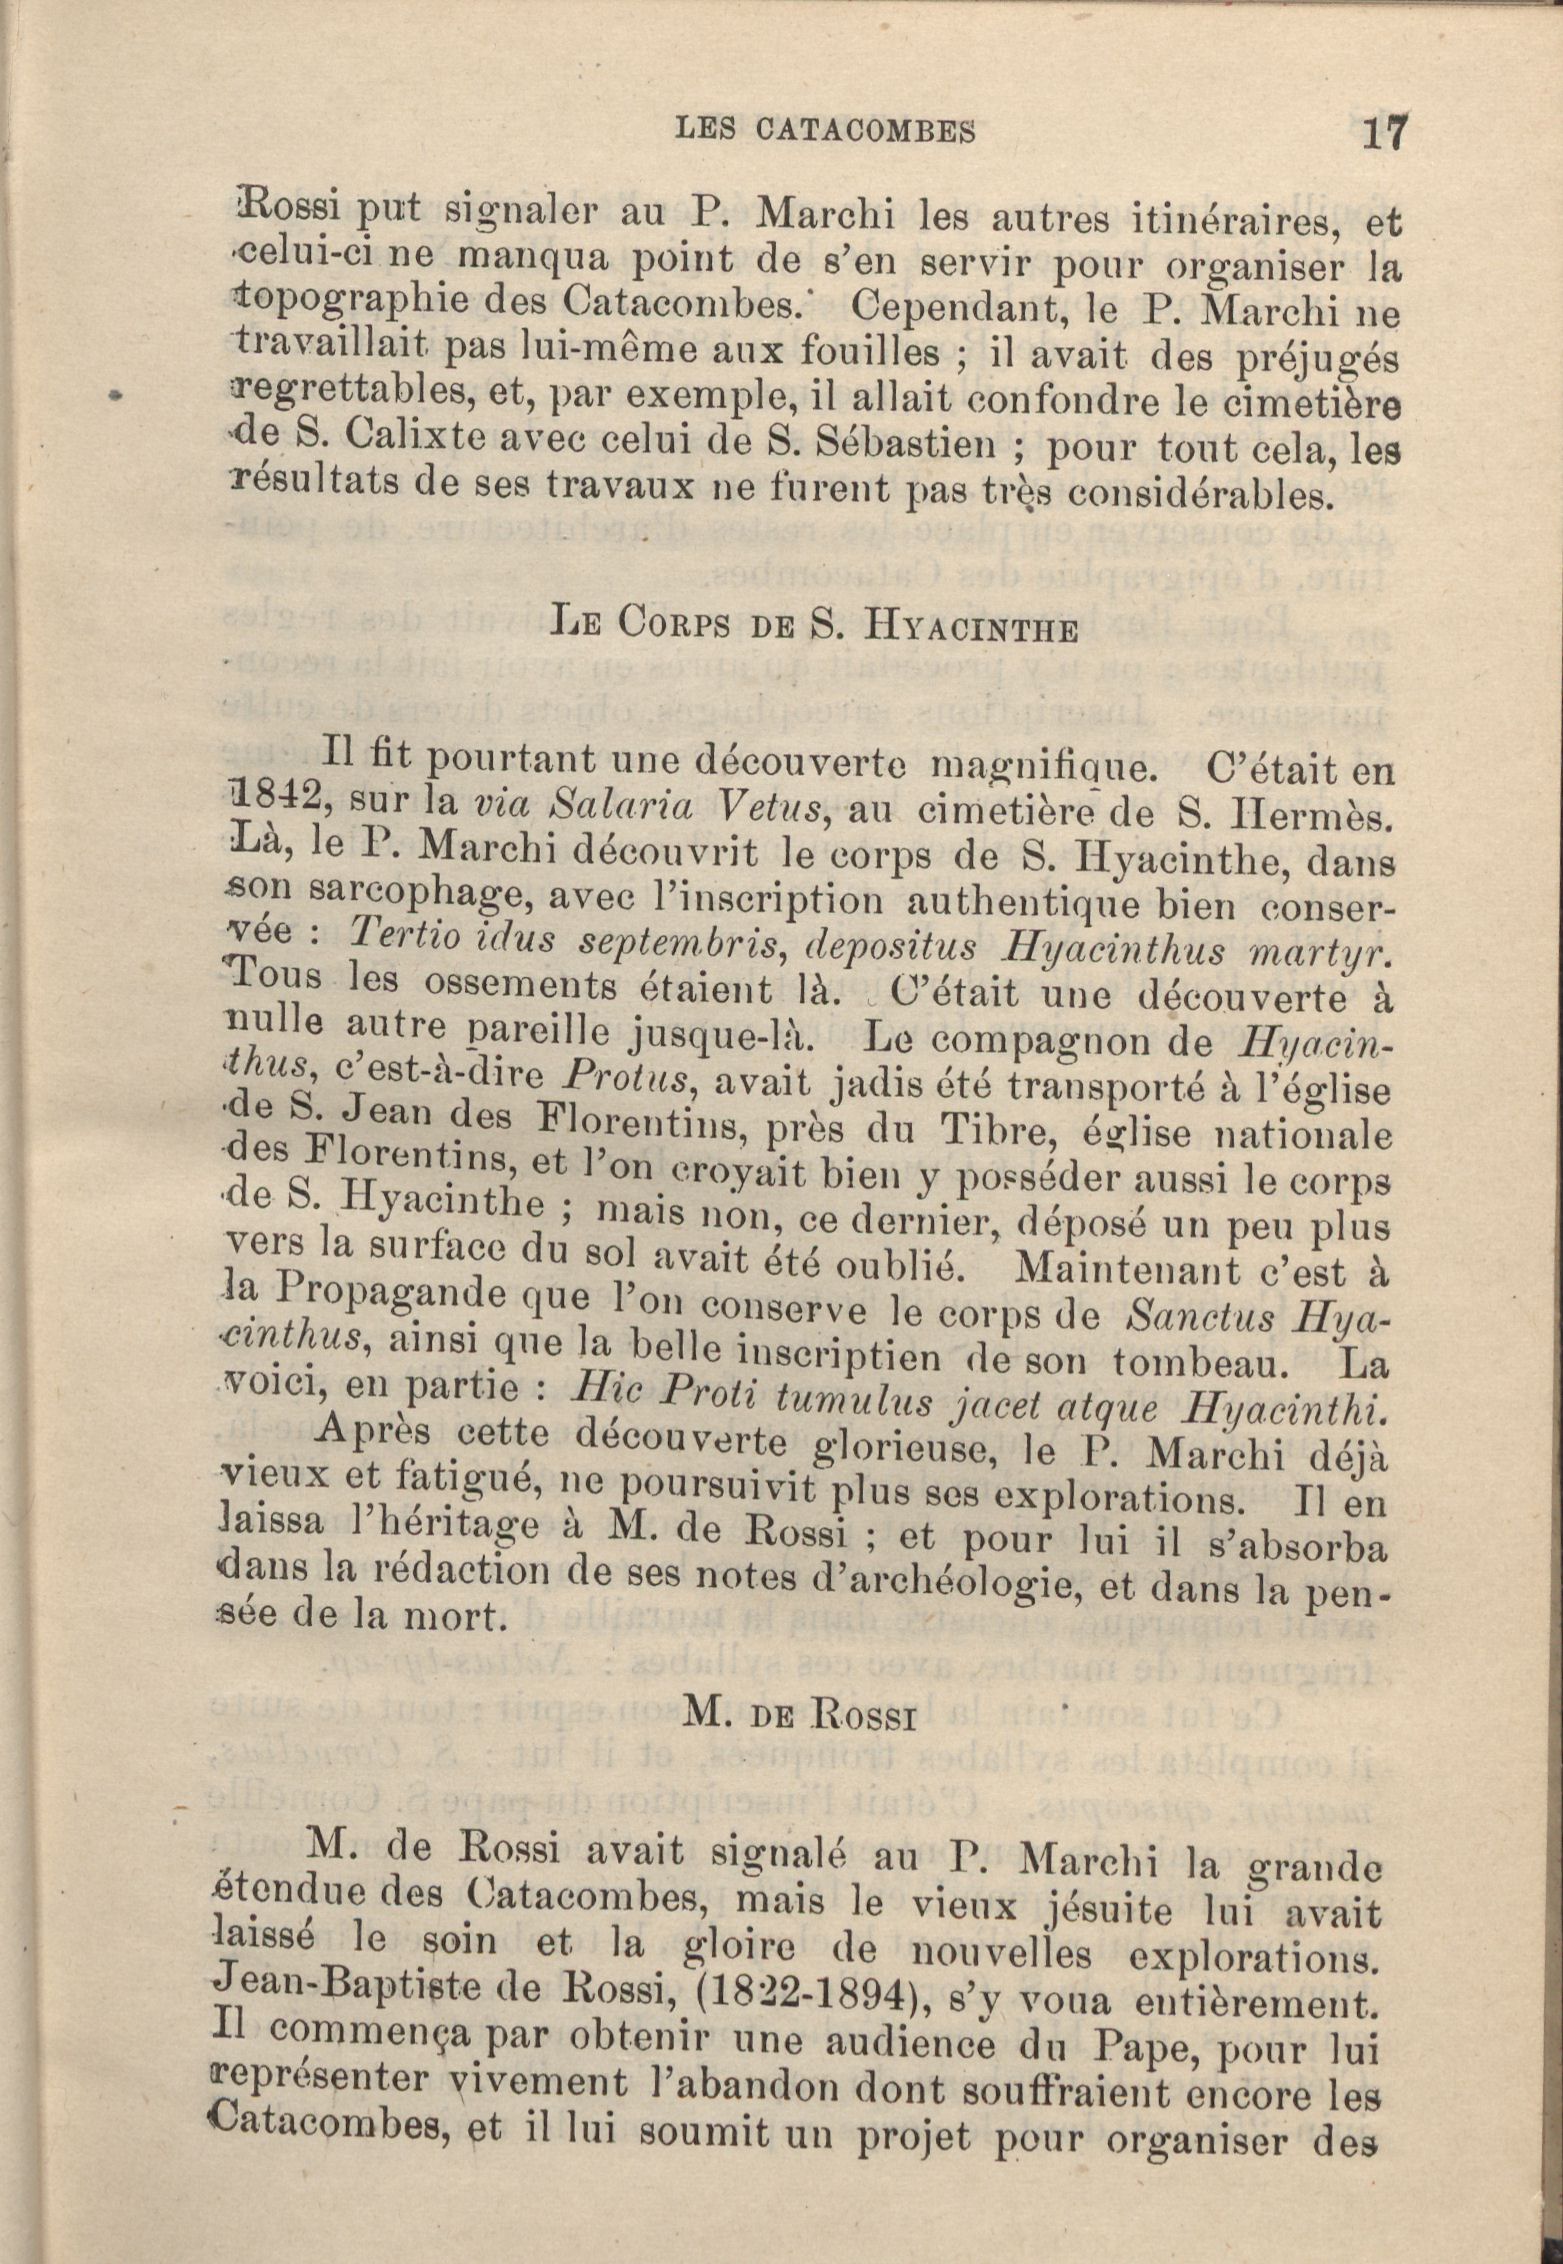 LES CATACOMBES 17
Rossi put signaler au P. Marchi les autres itinéraires, et
celui-ci ne manqua point de s'en servir pour organiser la
topographie des Catacombes. Cependant, le P. Marchi ne
travaillait pas lui-même aux fouilles ; il avait des préjugés
regrettables, et, par exemple, il allait confondre le cimetière
de S. Calixte avec celui de S. Sébastien ; pour tout cela, les
résultats de ses travaux ne furent pas très considérables.
LE CORPS DE S. HYACINTHE
Il fit pourtant une découverte magnifique. C'était en
1842, sur la via Salaria Vetus, au cimetière de S. Hermès.
Là, le P. Marchi découvrit le corps de S. Hyacinthe, dans
son sarcophage, avec l'inscription authentique bien conser-
vée : Tertio idus septembris, depositus Hyacinthus martyr.
Tous les ossements étaient là. C'était une découverte à
nulle autre pareille jusque-là. Le compagnon de Hyacin-
thus, c'est-à-dire Protus, avait jadis été transporté à l'église
de S. Jean des Florentins, près du Tibre, église nationale
des Florentins, et l'on croyait bien y posséder aussi le corps
de S. Hyacinthe ; mais non, ce dernier, déposé un peu plus
vers la surface du sol avait été oublié. Maintenant c'est à
la Propagande que l'on conserve le corps de Sanctus Hya-
cinthus, ainsi que la belle inscriptien de son tombeau. La
voici, en partie : Hic Proti tumulus jacet atque Hyacinthi.
Après cette découverte glorieuse, le P. Marchi déjà
vieux et fatigué, ne poursuivit plus ses explorations. Il en
laissa l'héritage à M. de Rossi ; et pour lui il s'absorba
dans la rédaction de ses notes d'archéologie, et dans la pen-
sée de la mort.
M. DE ROSSI
M. de Rossi avait signalé au P. Marchi la grande
étendue des Catacombes, mais le vieux jésuite lui avait
laissé le soin et la gloire de nouvelles explorations.
Jean-Baptiste de Rossi, (1822-1894), s'y voua entièrement.
Il commença par obtenir une audience du Pape, pour lui
représenter vivement l'abandon dont souffraient encore les
Catacombes, et il lui soumit un projet pour organiser des